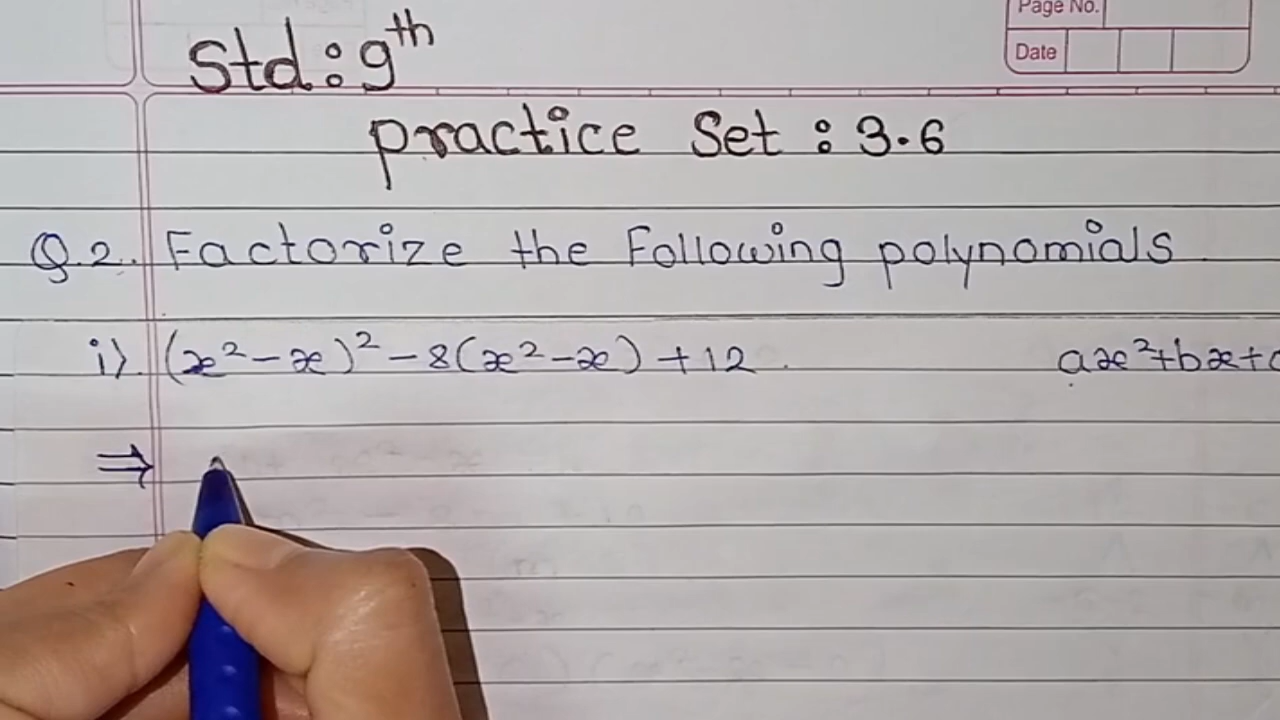 Page No.
Date
Std : 9th
Practice Set : 3.6
Q.2. Factorize the Following polynomials.
i) (x² - x)² - 8(x² - x) + 12. ax² + bx + c
⇒